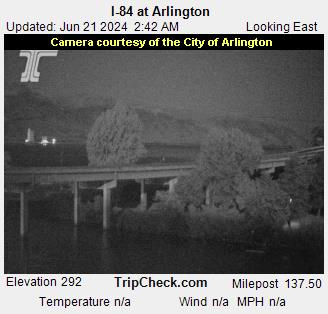 I-84 at Arlington
Updated: Jun 21 2024 2:42 AM Looking East
Camera courtesy of the City of Arlington
Elevation 292 TripCheck.com Milepost 137.50
Temperature n/a Wind n/a MPH n/a